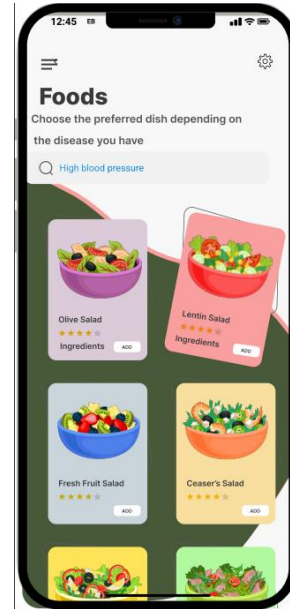 12:45 EB
Foods
Choose the preferred dish depending on
the disease you have
High blood pressure
Olive Salad
Lentin Salad
Ingredients ADD
Ingredients ADD
Fresh Fruit Salad
Ceaser's Salad
ADD
ADD